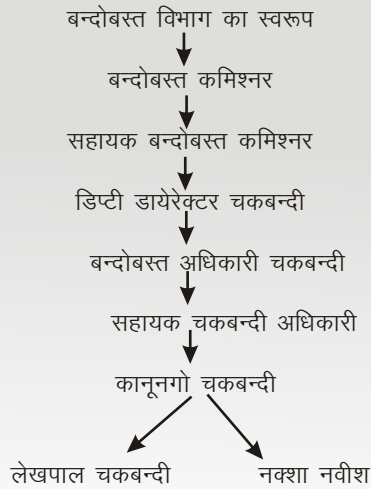 बन्दोबस्त विभाग का स्वरूप
बन्दोबस्त कमिश्नर
सहायक बन्दोबस्त कमिश्नर
डिप्टी डायेरेक्टर चकबन्दी
बन्दोबस्त अधिकारी चकबन्दी
सहायक चकबन्दी अधिकारी
कानूनगो चकबन्दी
लेखपाल चकबन्दी नक्शा नवीश